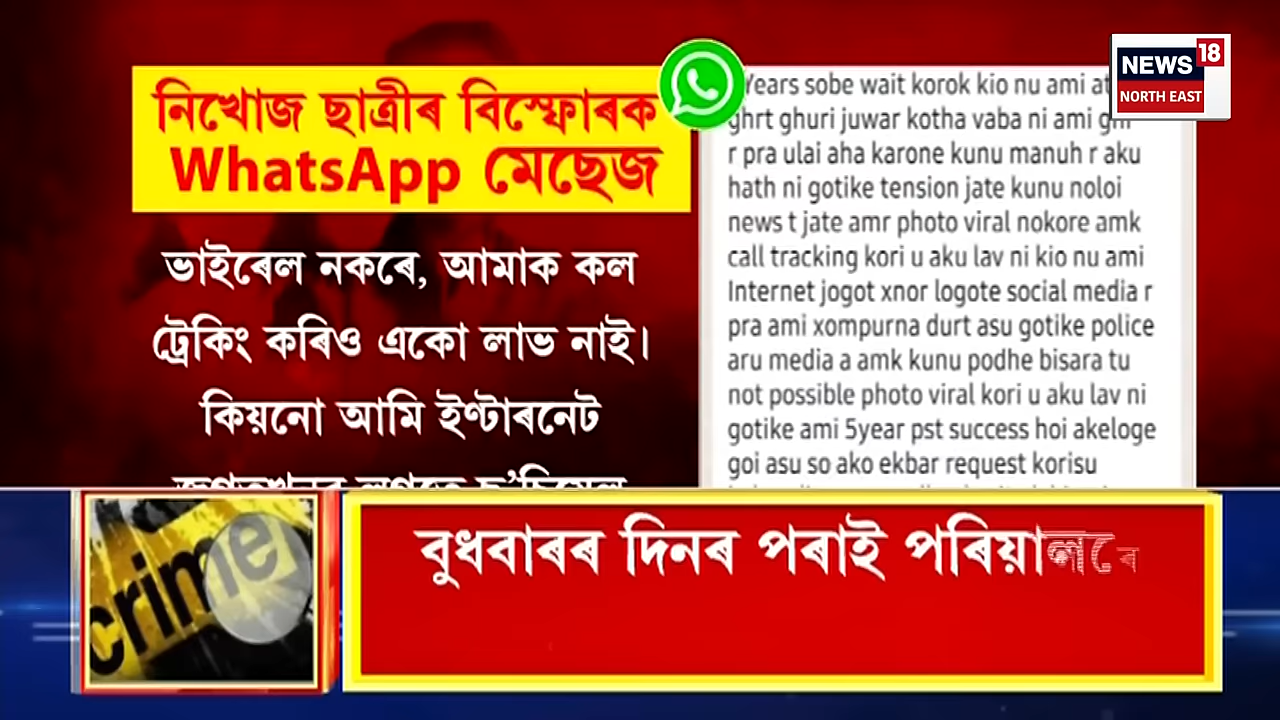 নিখোজ ছাত্ৰীৰ বিস্ফোৰক
WhatsApp মেছেজ
ভাইৰেল নকৰে, আমাক কল
ট্ৰেকিং কৰিও একো লাভ নাই।
কিয়নো আমি ইণ্টাৰনেট
Years sobe wait korok kio nu ami
ghrt ghuri juwar kotha vaba ni ami
r pra ulai aha karone kunu manuh r aku
hath ni gotike tension jate kunu noloi
news t jate amr photo viral nokore amk
call tracking kori u aku lav ni kio nu ami
Internet jogot xnor logote social media r
pra ami xompurna durt asu gotike police
aru media a amk kunu podhe bisara tu
not possible photo viral kori u aku lav ni
gotike ami 5year pst success hoi akeloge
goi asu so ako ekbar request korisu
NEWS 18
NORTH EAST
crime
বুধবাৰৰ দিনৰ পৰাই পৰিয়ালৰে